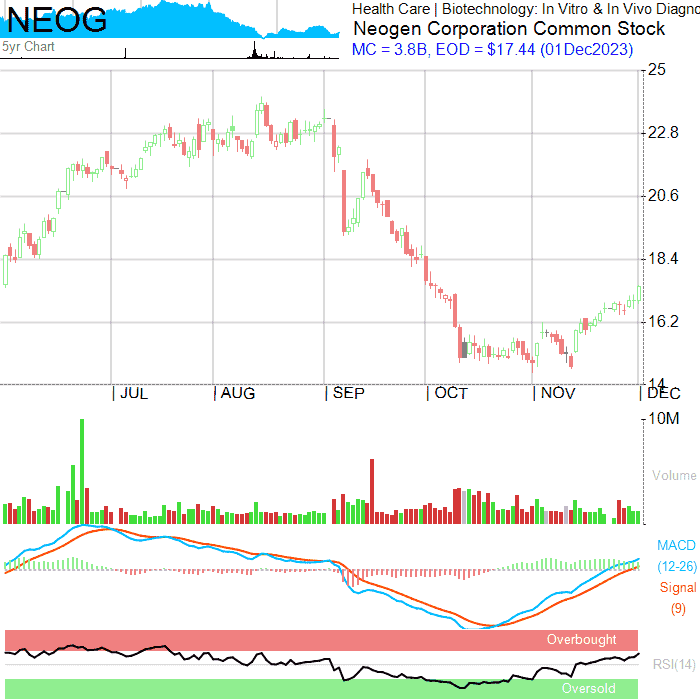 NEOG
Health Care | Biotechnology: In Vitro & In Vivo Diagno
Neogen Corporation Common Stock
5yr Chart
MC = 3.8B, EOD = $17.44 (01Dec2023)
25
22.8
20.6
18.4
16.2
14
JUL
AUG
SEP
OCT
NOV
DEC
10M
Volume
MACD
(12-26)
Signal
(9)
Overbought
RSI(14)
Oversold